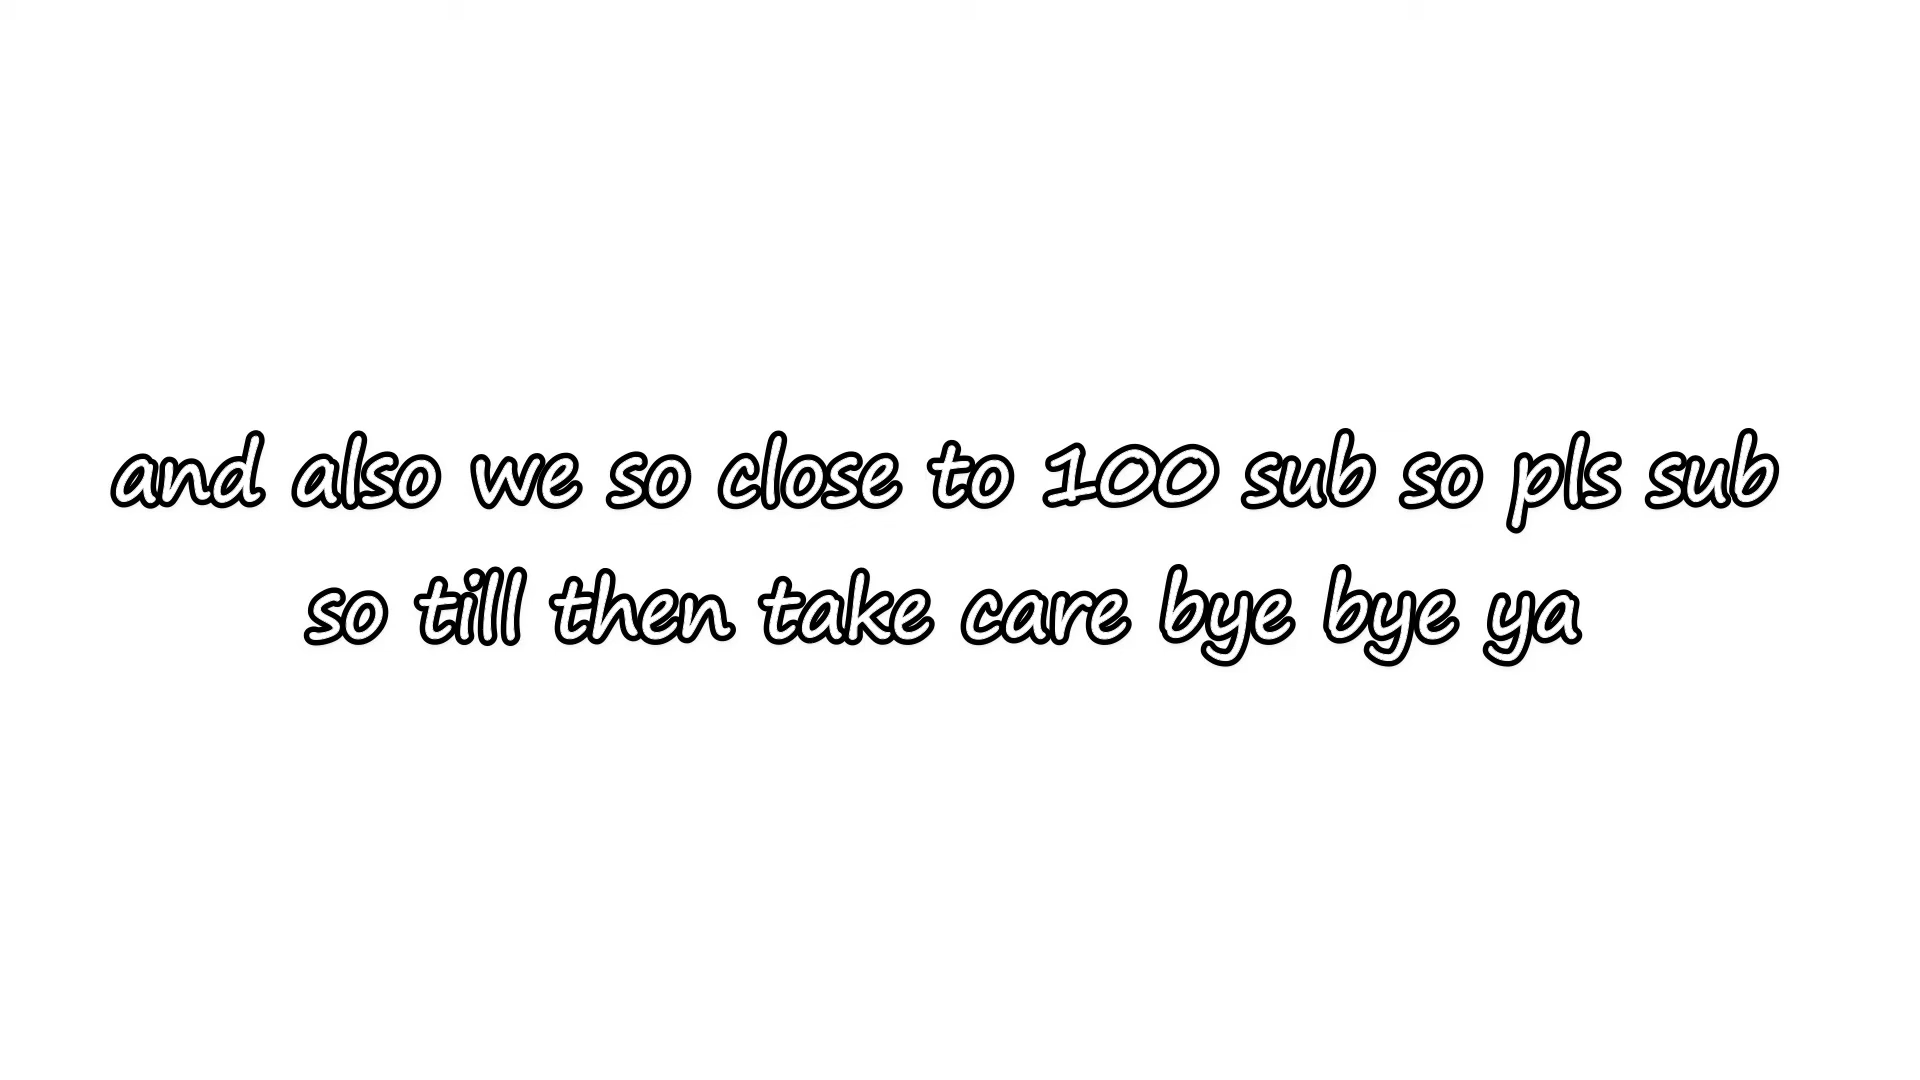 and also we so close to 100 sub so pls sub
so till then take care bye bye ya